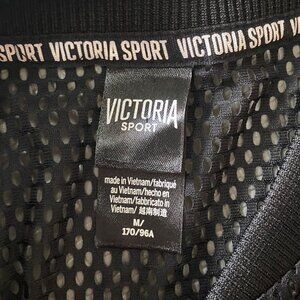 SPORT VICTORIA SPORT VICTORIA SPORT VI
VICTORIA
SPORT
made in Vietnam/fabriqué
au Vietnam/hecho en
Vietnam/fabbricato in
Vietnam/越南制造
M/
170/96A